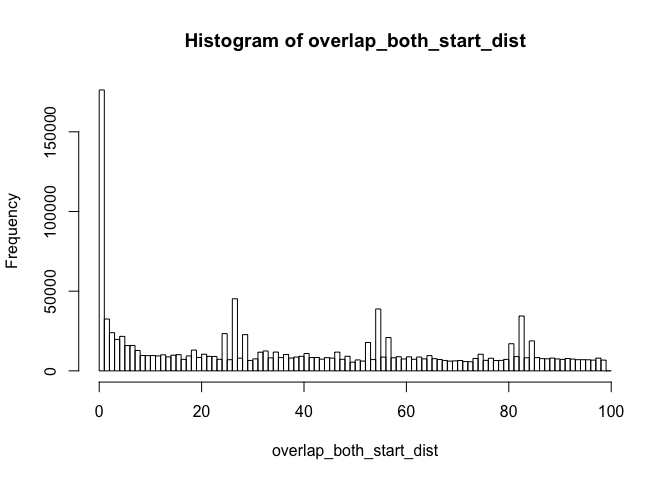 Histogram of overlap_both_start_dist
Frequency
150000
100000
50000
0
0 20 40 60 80 100
overlap_both_start_dist